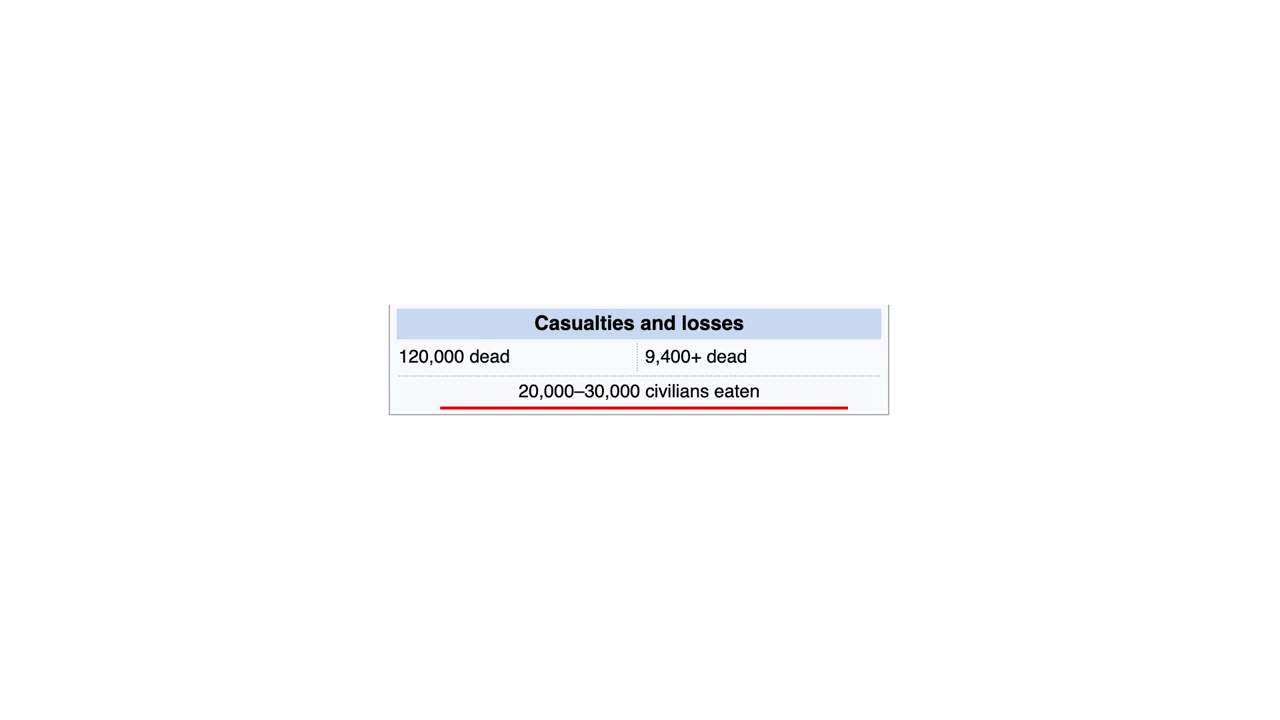 Casualties and losses
120,000 dead
9,400+ dead
20,000–30,000 civilians eaten